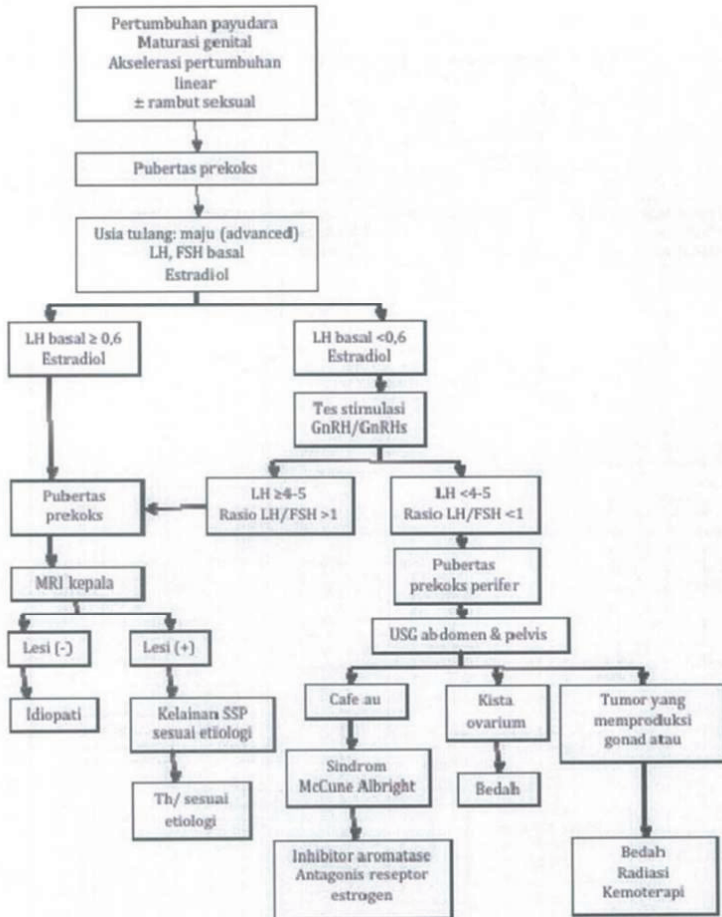 Pertumbuhan payudara
Maturasi genital
Akselerasi pertumbuhan
linear
± rambut seksual
Pubertas prekoks
Usia tulang: maju (advanced)
LH, FSH basal
Estradiol
LH basal ≥ 0,6
Estradiol
LH basal <0,6
Estradiol
Tes stimulasi
GnRH/GnRHs
Pubertas
prekoks
LH ≥4-5
Rasio LH/FSH >1
LH <4-5
Rasio LH/FSH <1
Pubertas
prekoks perifer
MRI kepala
USG abdomen & pelvis
Lesi (-)
Lesi (+)
Idiopati
Kelainan SSP
sesuai etiologi
Cafe au
Kista
ovarium
Tumor yang
memproduksi
gonad atau
Th/ sesuai
etiologi
Sindrom
McCune Albright
Bedah
Inhibitor aromatase
Antagonis reseptor
estrogen
Bedah
Radiasi
Kemoterapi